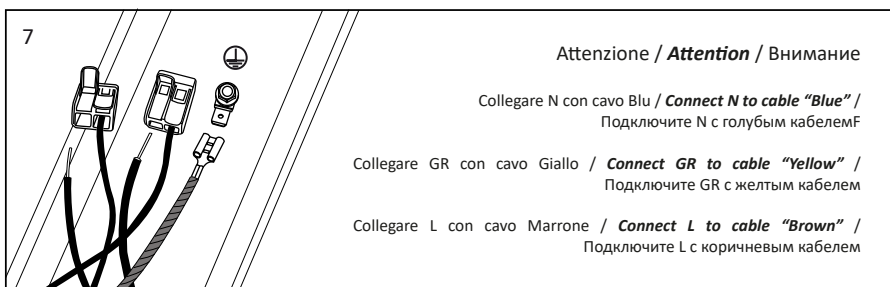 7
Attenzione / Attention / Внимание
Collegare N con cavo Blu / Connect N to cable “Blue” /
Подключите N с голубым кабелемF
Collegare GR con cavo Giallo / Connect GR to cable “Yellow” /
Подключите GR с желтым кабелем
Collegare L con cavo Marrone / Connect L to cable “Brown” /
Подключите L с коричневым кабелем